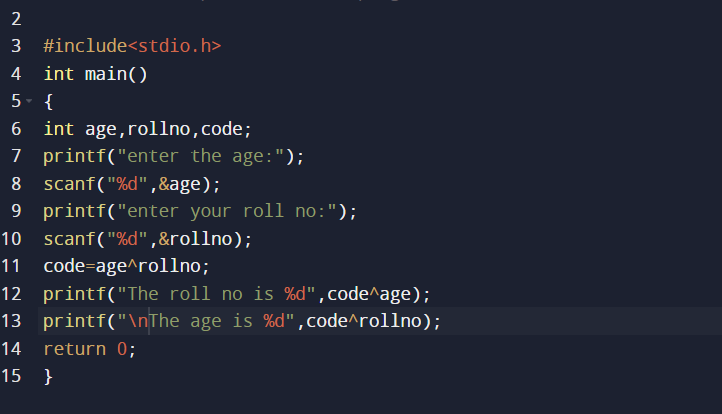 2
3 #include<stdio.h>
4 int main()
5 {
6 int age,rollno,code;
7 printf("enter the age:");
8 scanf("%d",&age);
9 printf("enter your roll no:");
10 scanf("%d",&rollno);
11 code=age^rollno;
12 printf("The roll no is %d",code^age);
13 printf("\nThe age is %d",code^rollno);
14 return 0;
15 }